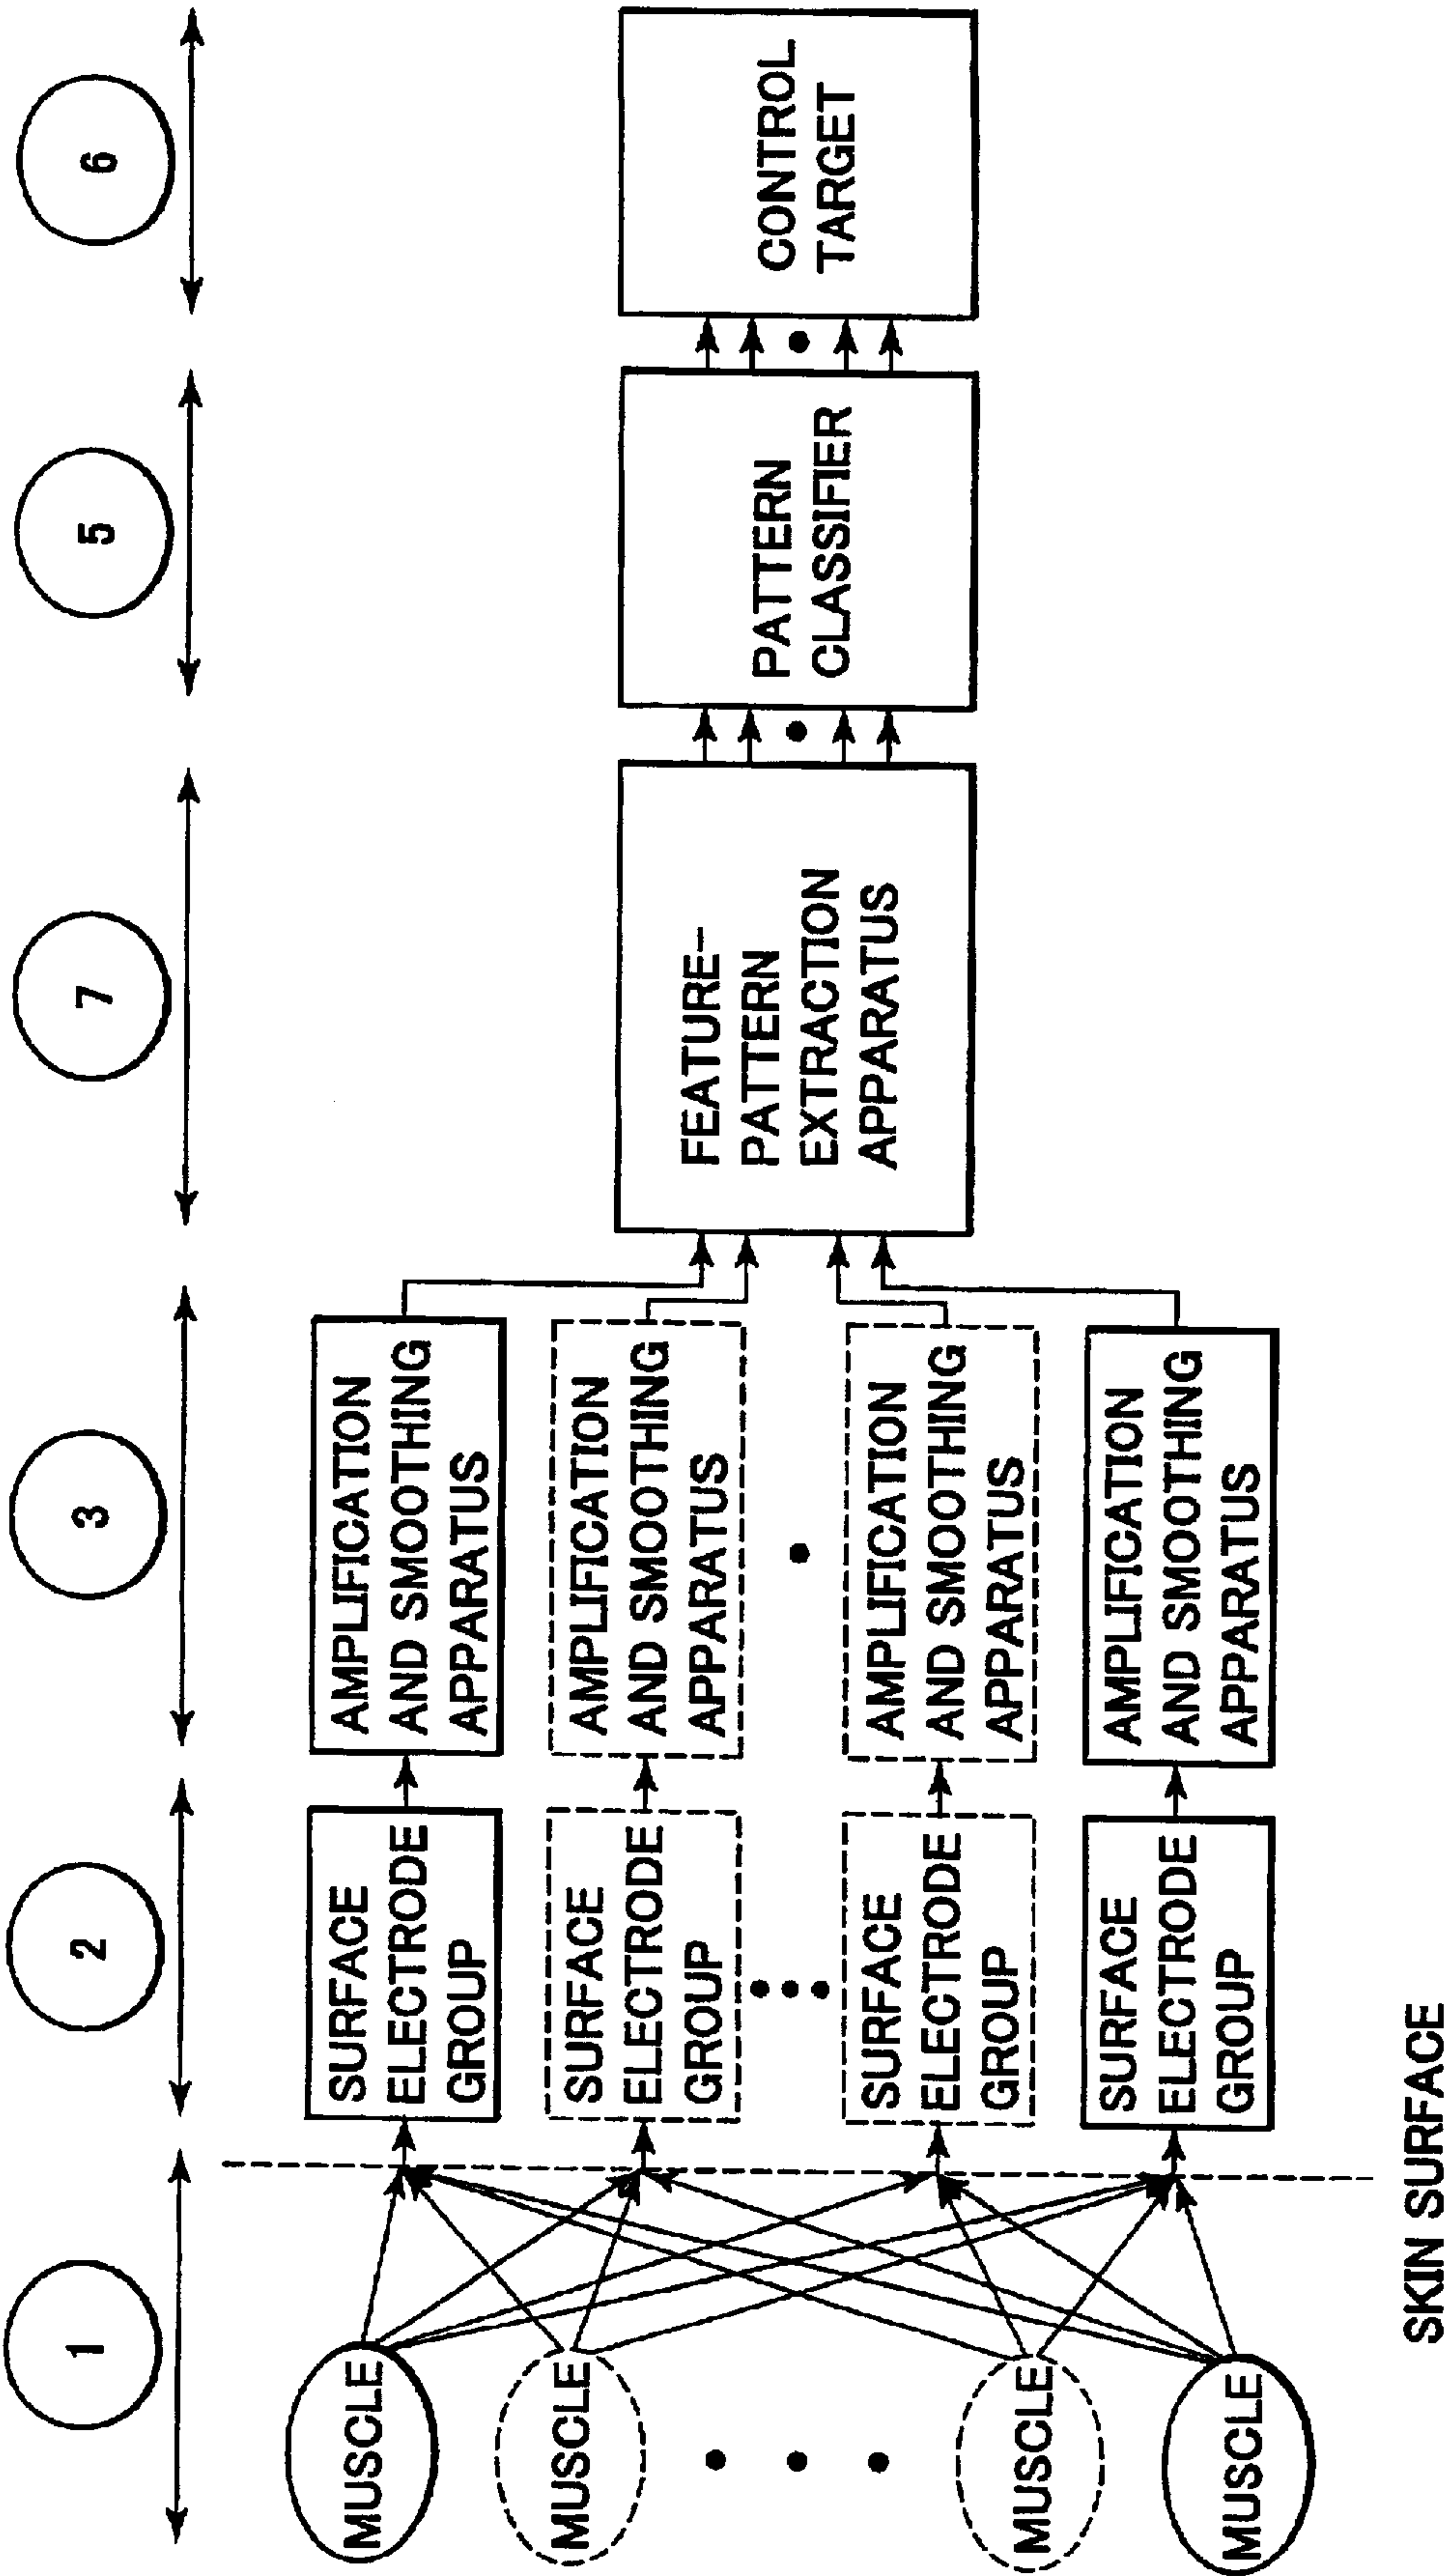 1
2
3
7
5
6
MUSCLE
MUSCLE
MUSCLE
MUSCLE
SKIN SURFACE
SURFACE
ELECTRODE
GROUP
SURFACE
ELECTRODE
GROUP
SURFACE
ELECTRODE
GROUP
SURFACE
ELECTRODE
GROUP
AMPLIFICATION
AND SMOOTHING
APPARATUS
AMPLIFICATION
AND SMOOTHING
APPARATUS
AMPLIFICATION
AND SMOOTHING
APPARATUS
AMPLIFICATION
AND SMOOTHING
APPARATUS
FEATURE-
PATTERN
EXTRACTION
APPARATUS
PATTERN
CLASSIFIER
CONTROL
TARGET